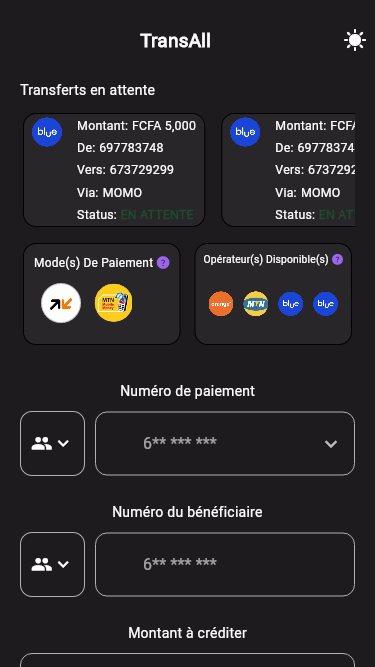 TransAll
Transferts en attente
blue
Montant: FCFA 5,000
De: 697783748
Vers: 673729299
Via: MOMO
Status: EN ATTENTE
blue
Montant: FCFA
De: 69778374
Vers: 6737292
Via: MOMO
Status: EN AT
Mode(s) De Paiement ?
MTN
Opérateur(s) Disponible(s) ?
orange
MTN
blue
blue
Numéro de paiement
6** *** ***
Numéro du bénéficiaire
6** *** ***
Montant à créditer